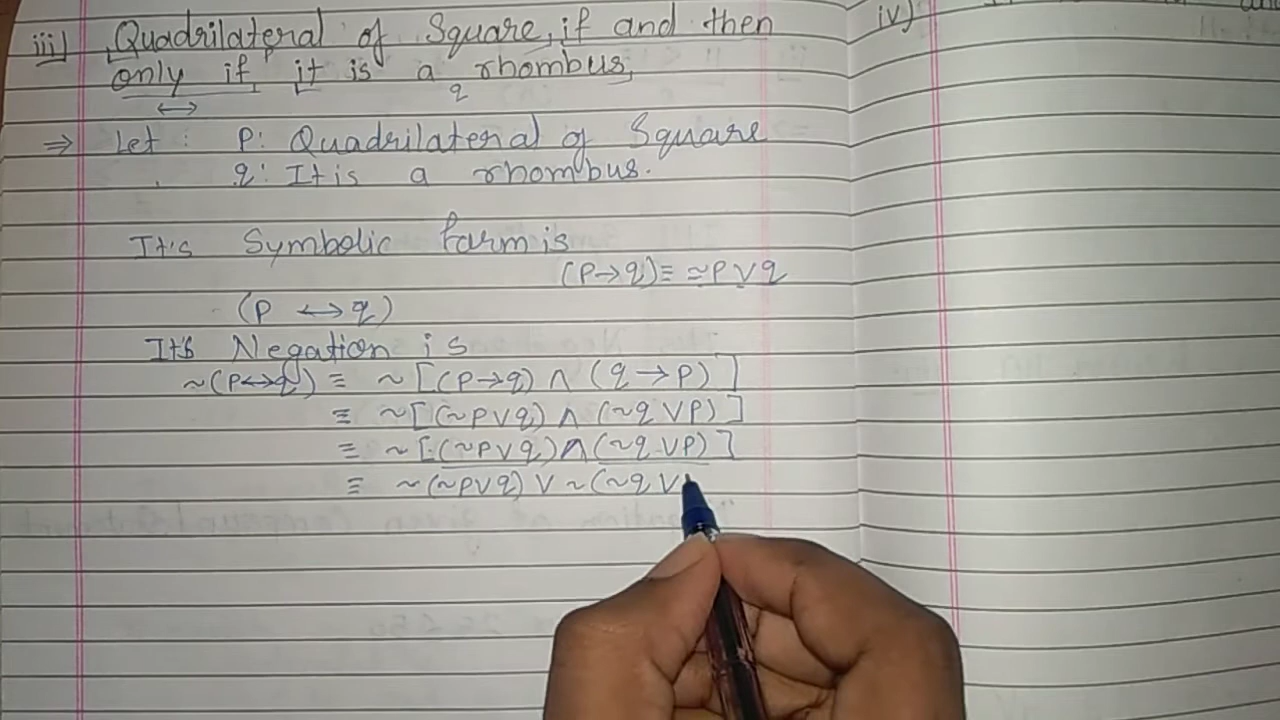 iii) Quadrilateral of Square, if and then
only if it is a rhombus,
q
↔
⇒ Let : P: Quadrilateral of Square
q: It is a rhombus.
It's Symbolic farm is
(P→q) ≡ ~P∨q
(P ↔ q)
It's Negation is
~(P↔q) ≡ ~[(P→q) ∧ (q→P)]
≡ ~[(~P∨q) ∧ (~q∨P)]
≡ ~[(~P∨q)∧(~q∨P)]
≡ ~(~P∨q) ∨ ~(~q∨
iv)